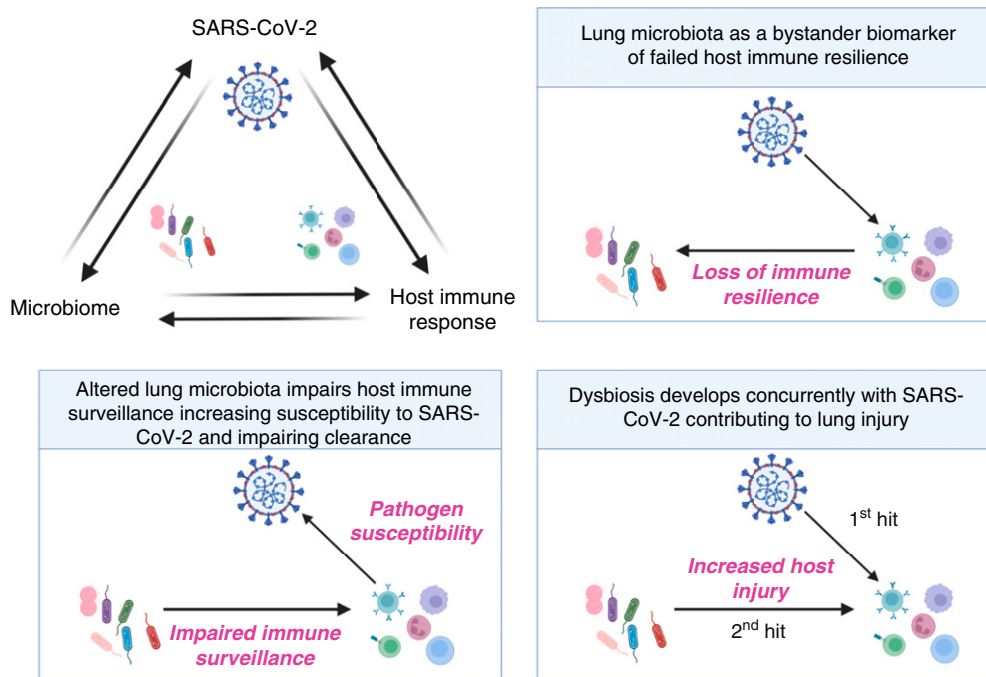 SARS-CoV-2
Microbiome
Host immune
response
Lung microbiota as a bystander biomarker
of failed host immune resilience
Loss of immune
resilience
Altered lung microbiota impairs host immune
surveillance increasing susceptibility to SARS-
CoV-2 and impairing clearance
Pathogen
susceptibility
Impaired immune
surveillance
Dysbiosis develops concurrently with SARS-
CoV-2 contributing to lung injury
1st hit
Increased host
injury
2nd hit